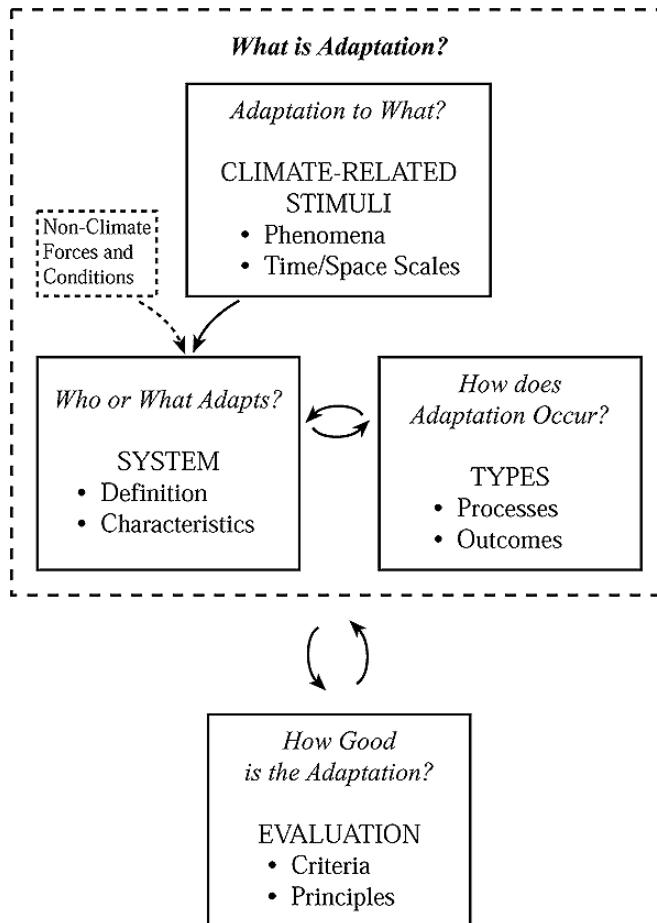 What is Adaptation?
Adaptation to What?
CLIMATE-RELATED
STIMULI
• Phenomena
• Time/Space Scales
Non-Climate
Forces and
Conditions
Who or What Adapts?
SYSTEM
• Definition
• Characteristics
How does
Adaptation Occur?
TYPES
• Processes
• Outcomes
How Good
is the Adaptation?
EVALUATION
• Criteria
• Principles